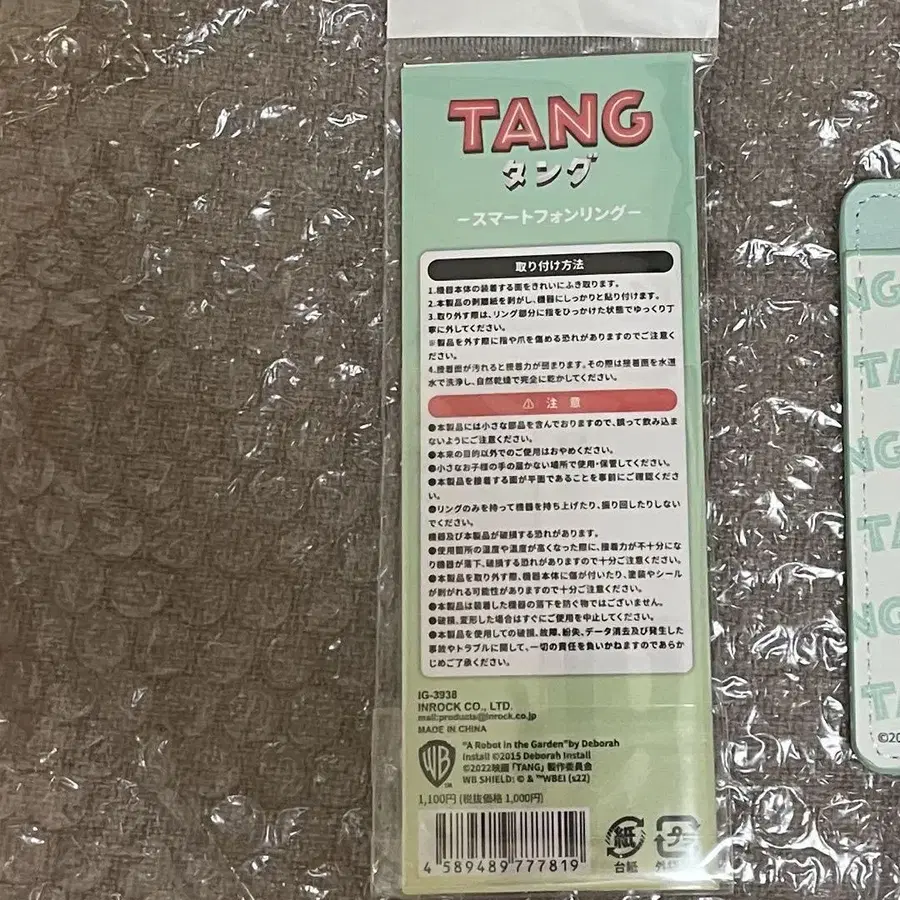 TANG
タング
－スマートフォンリング－
取り付け方法
1.機器本体の装着する面をきれいにふき取ります。
2.本製品の剥離紙を剥がし、機器にしっかりと貼り付けます。
3.取り外す際は、リング部分に指をひっかけた状態でゆっくり丁
寧に外してください。
※製品を外す際に指や爪を傷める恐れがありますのでご注意く
ださい。
4.接着面が汚れると接着力が弱まります。その際は接着面を水道
水で洗浄し、自然乾燥で完全に乾かしてください。
⚠ 注 意
●本製品には小さな部品を含んでおりますので、誤って飲み込ま
ないようにご注意ください。
●本来の目的以外でのご使用はおやめください。
●小さなお子様の手の届かない場所で使用・保管してください。
●本製品を接着する面が平面であることを事前にご確認くださ
い。
●リングのみを持って機器を持ち上げたり、振り回したりしない
でください。
機器及び本製品が破損する恐れがあります。
●使用箇所の温度や湿度が高くなった際に、接着力が不十分にな
り機器が落下、破損する恐れがありますので十分ご注意ください。
●本製品を取り外す際、機器本体に傷が付いたり、塗装やシール
が剥がれる可能性がありますので十分ご注意ください。
●本製品は装着した機器の落下を防ぐ物ではございません。
●破損、変形した場合はすぐにご使用を中止してください。
●本製品を使用しての破損、故障、紛失、データ消去及び発生した
事故やトラブルに関して、一切の責任を負いかねますのであらか
じめご了承ください。
IG-3938
INROCK CO., LTD.
mail:products@inrock.co.jp
MADE IN CHINA
WB
"A Robot in the Garden" by Deborah
Install ©2015 Deborah Install
©2022映画「TANG」製作委員会
WB SHIELD: © & ™WBEI (s22)
1,100円 (税抜価格 1,000円)
4 589489 777819
紙
台紙
プラ
NG
TA
NG
TA
NG
TA